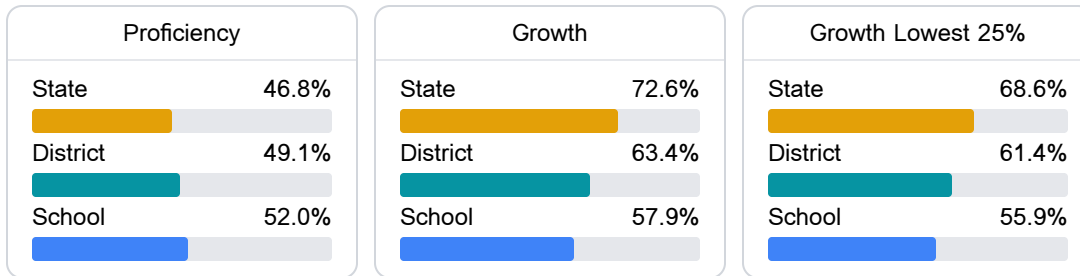 Proficiency
State 46.8%
District 49.1%
School 52.0%
Growth
State 72.6%
District 63.4%
School 57.9%
Growth Lowest 25%
State 68.6%
District 61.4%
School 55.9%